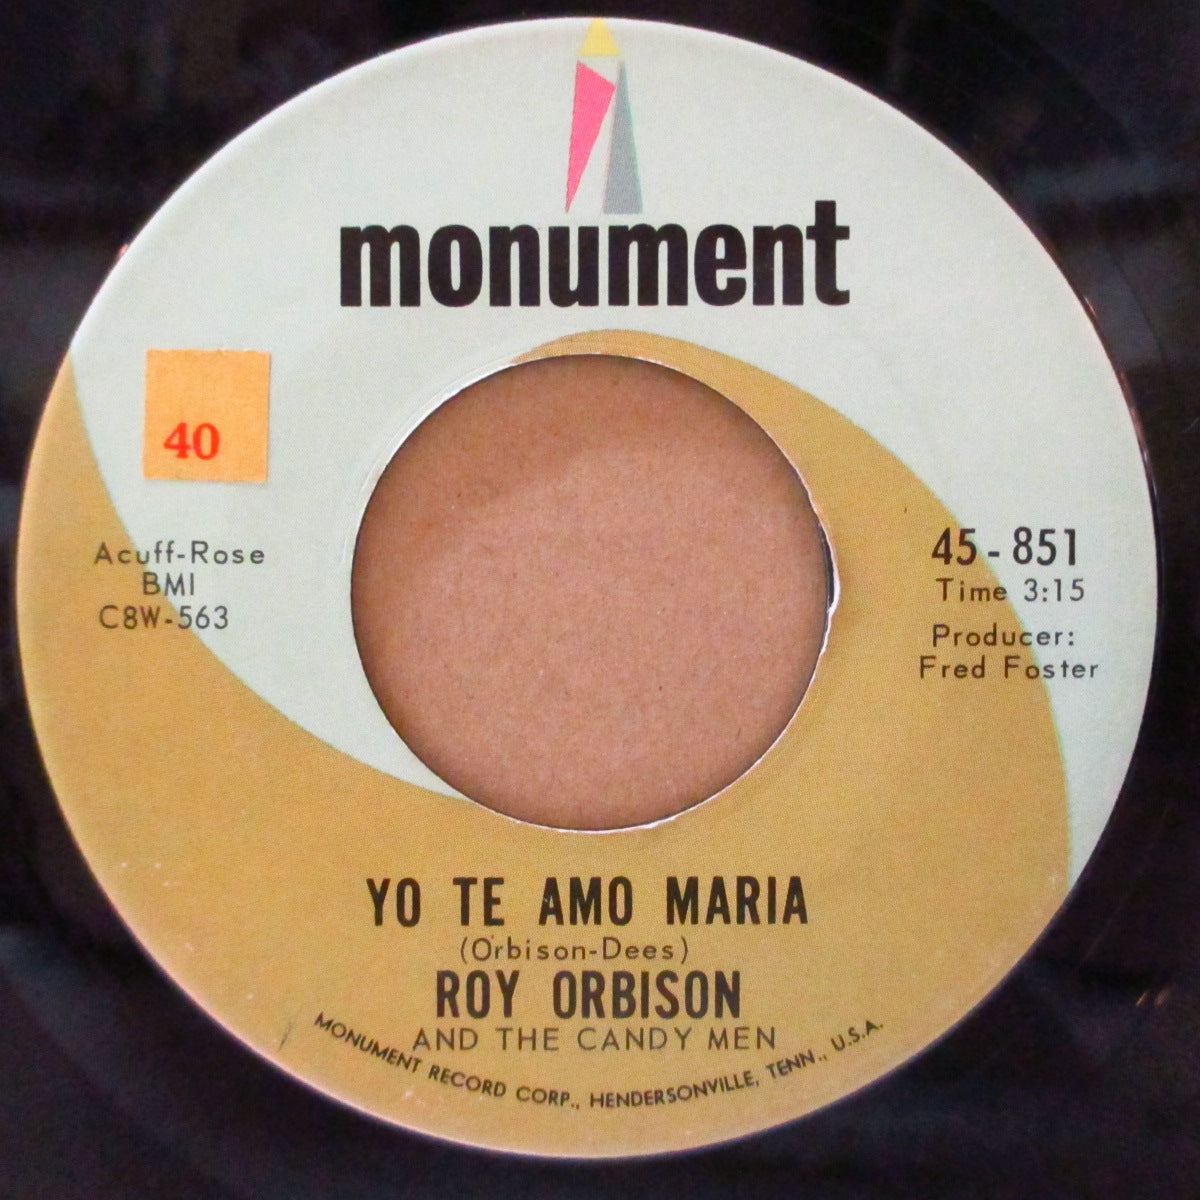 monument
40
Acuff-Rose
BMI
C8W-563
45-851
Time 3:15
Producer:
Fred Foster
YO TE AMO MARIA
(Orbison-Dees)
ROY ORBISON
AND THE CANDY MEN
MONUMENT RECORD CORP., HENDERSONVILLE, TENN., U.S.A.